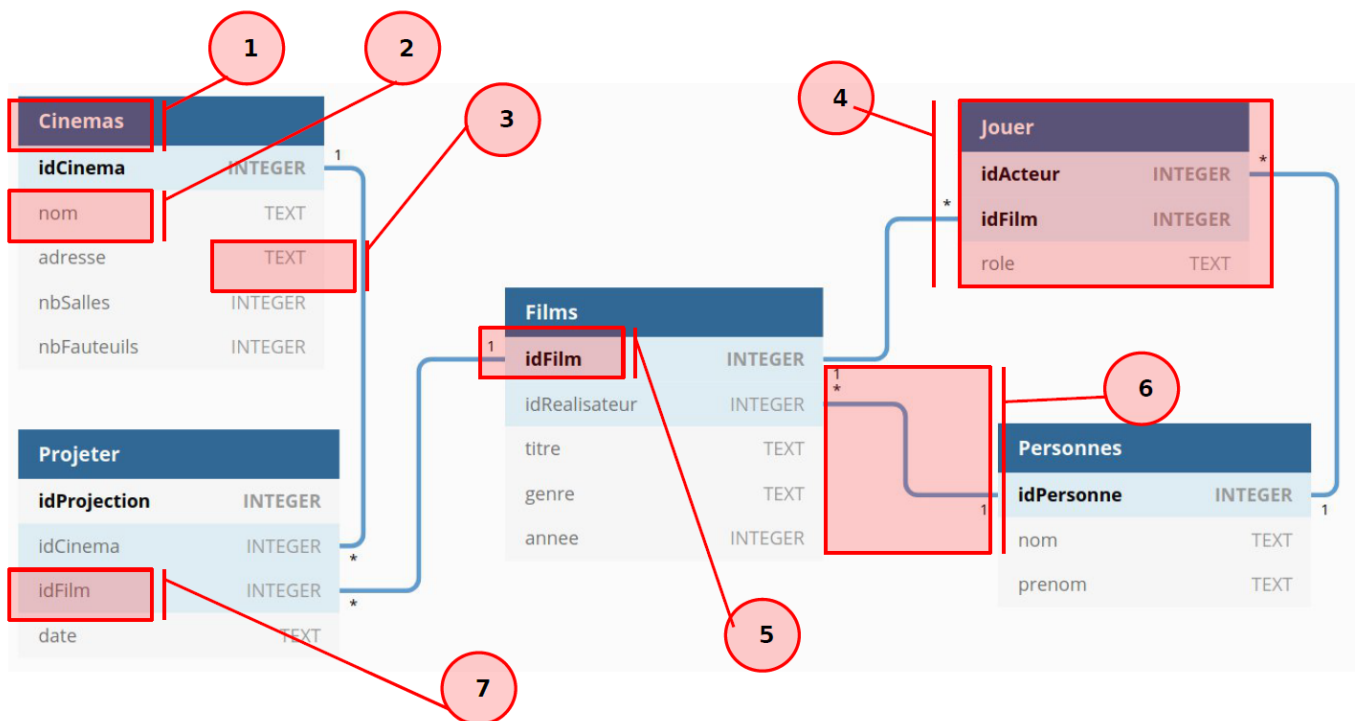 1
2
3
4
Cinemas
idCinema INTEGER 1
nom TEXT
adresse TEXT
nbSalles INTEGER
nbFauteuils INTEGER
Jouer
idActeur INTEGER *
* idFilm INTEGER
role TEXT
Films
1 idFilm INTEGER 1
idRealisateur INTEGER *
titre TEXT
genre TEXT
annee INTEGER
6
Personnes
idPersonne INTEGER
1 1
nom TEXT
prenom TEXT
Projeter
idProjection INTEGER
idCinema INTEGER *
idFilm INTEGER *
date TEXT
5
7